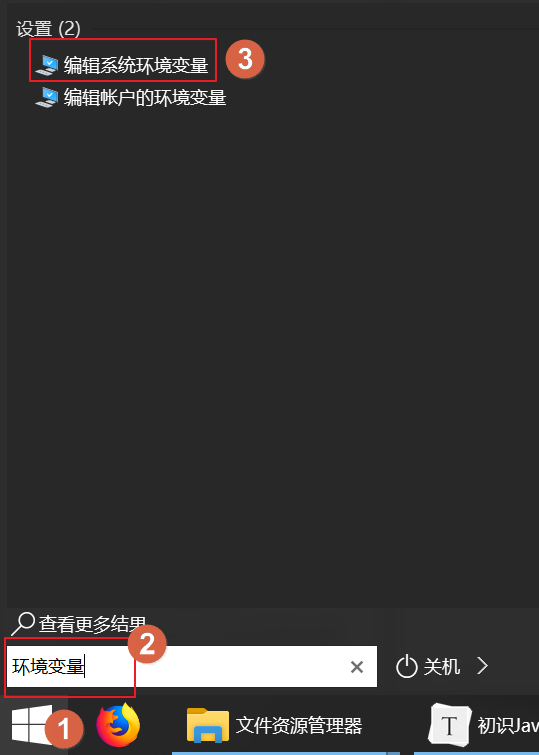 设置 (2)
编辑系统环境变量
3
编辑帐户的环境变量
查看更多结果
2
环境变量
关机
1
文件资源管理器
T
初识Jav